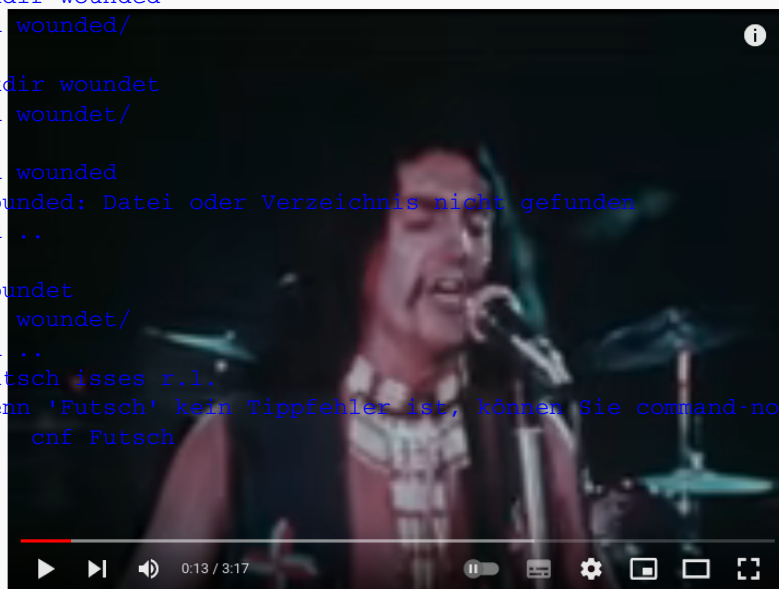 dir wounded
wounded/
dir woundet
woundet/
wounded
unded: Datei oder Verzeichnis nicht gefunden
..
undet
woundet/
..
tsch isses r.l.
nn 'Futsch' kein Tippfehler ist, können Sie command-no
cnf Futsch
0:13 / 3:17